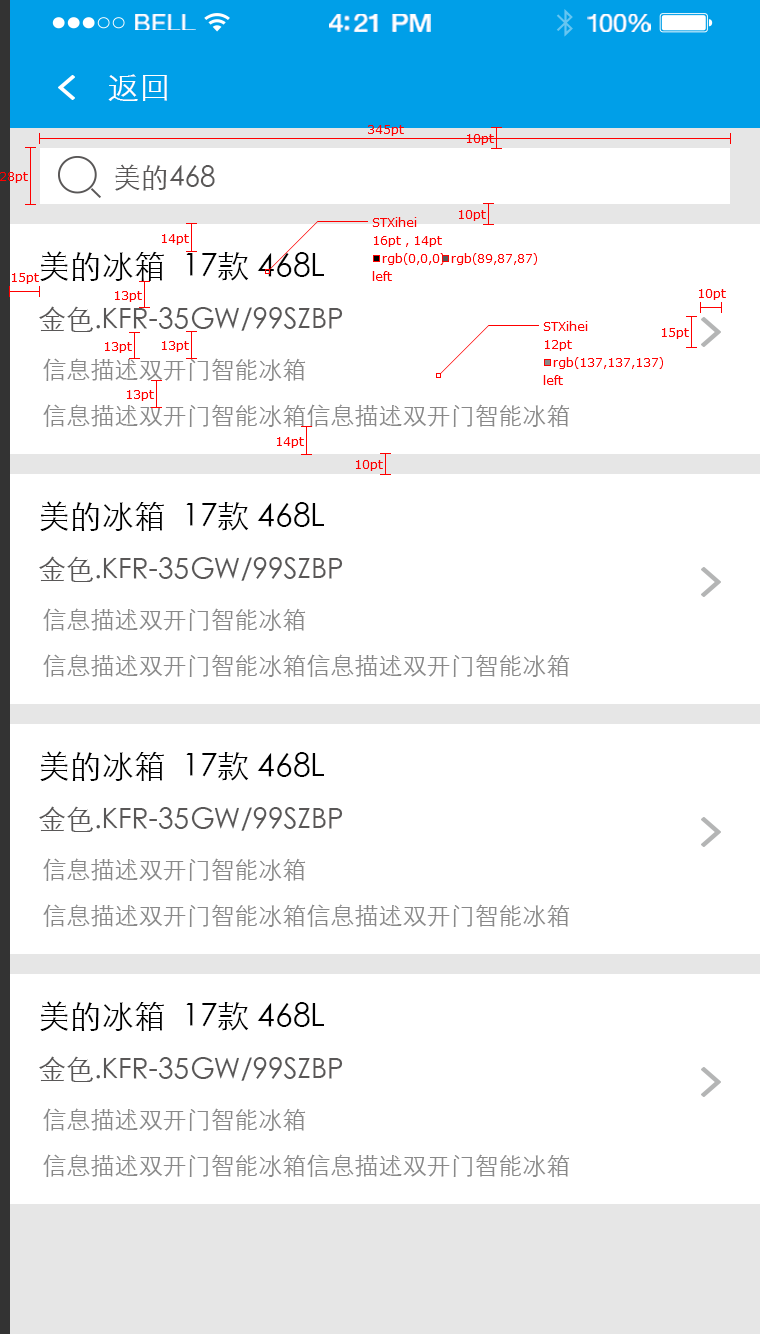 BELL 4:21 PM 100%
返回
345pt
10pt
28pt
美的468
10pt
STXihei
14pt
16pt , 14pt
美的冰箱 17款 468L
rgb(0,0,0) rgb(89,87,87)
left
15pt
13pt
10pt
金色.KFR-35GW/99SZBP
STXihei
15pt
12pt
13pt
13pt
rgb(137,137,137)
信息描述双开门智能冰箱
left
13pt
信息描述双开门智能冰箱信息描述双开门智能冰箱
14pt
10pt
美的冰箱 17款 468L
金色.KFR-35GW/99SZBP
信息描述双开门智能冰箱
信息描述双开门智能冰箱信息描述双开门智能冰箱
美的冰箱 17款 468L
金色.KFR-35GW/99SZBP
信息描述双开门智能冰箱
信息描述双开门智能冰箱信息描述双开门智能冰箱
美的冰箱 17款 468L
金色.KFR-35GW/99SZBP
信息描述双开门智能冰箱
信息描述双开门智能冰箱信息描述双开门智能冰箱